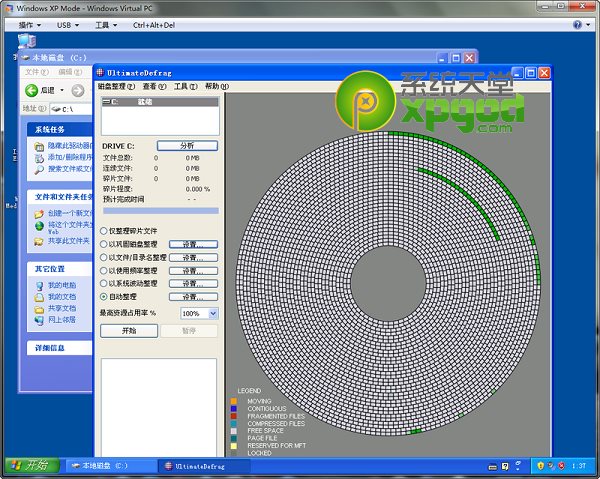 Windows XP Mode - Windows Virtual PC
操作 USB 工具 Ctrl+Alt+Del
本地磁盘 (C:)
文件(F) 编辑(E)
后退
地址(D) C:\
系统任务
隐藏此驱动器的
添加/删除程序
搜索文件或文件
文件和文件夹任务
创建一个新文件
将这个文件夹发
Web
共享此文件夹
其它位置
我的电脑
我的文档
共享文档
网上邻居
详细信息
UltimateDefrag
磁盘整理(P) 查看(V) 工具(T) 帮助(H)
C: 就绪
DRIVE C: 分析
文件总数: 0 0 MB
连续文件: 0 0 MB
碎片文件: 0 0 MB
碎片程度: 0.000 %
预计完成时间 - -
仅整理碎片文件
以巩固磁盘整理 设置...
以文件/目录名整理 设置...
以使用频率整理 设置...
以系统波动整理 设置...
自动整理 设置...
最高资源占用率 % 100%
开始 暂停
系统天堂
xpgod
.com
LEGEND
MOVING
CONTIGUOUS
FRAGMENTED FILES
COMPRESSED FILES
FREE SPACE
PAGE FILE
RESERVED FOR MFT
LOCKED
开始 本地磁盘 (C:) UltimateDefrag 1:37